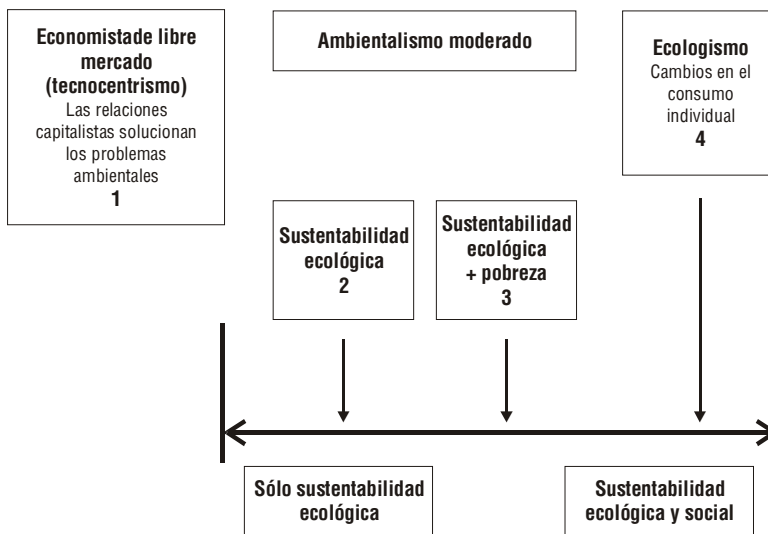 Economistade libre
mercado
(tecnocentrismo)
Las relaciones
capitalistas solucionan
los problemas
ambientales
1
Ambientalismo moderado
Ecologismo
Cambios en el
consumo
individual
4
Sustentabilidad
ecológica
2
Sustentabilidad
ecológica
+ pobreza
3
Sólo sustentabilidad
ecológica
Sustentabilidad
ecológica y social